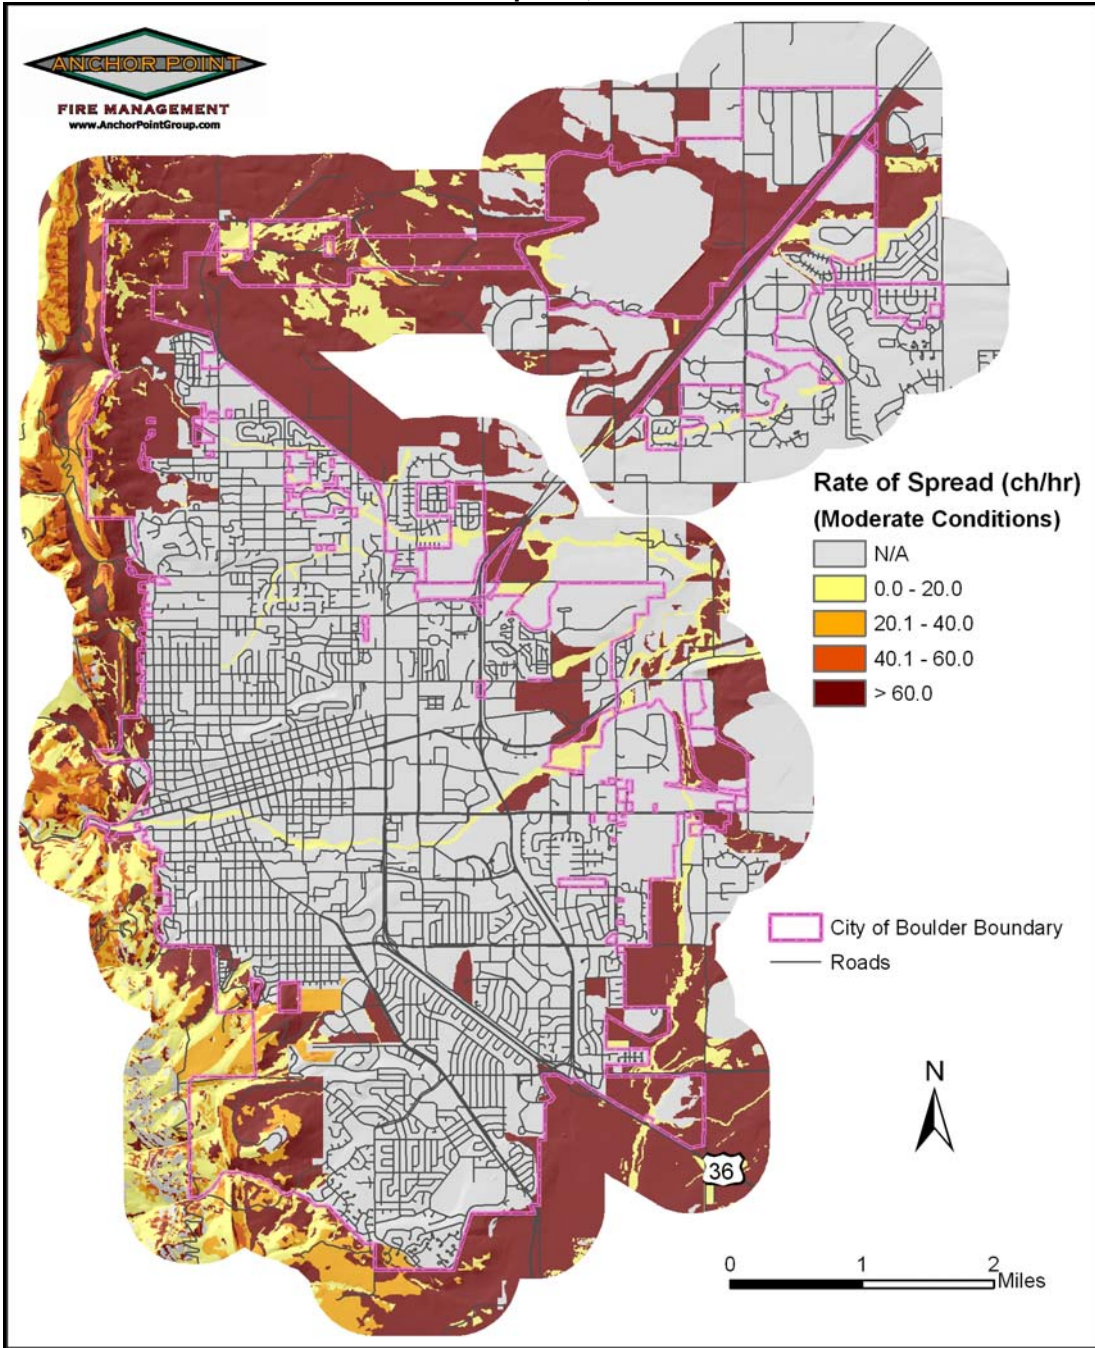 ANCHOR POINT
FIRE MANAGEMENT
www.AnchorPointGroup.com
Rate of Spread (ch/hr)
(Moderate Conditions)
N/A
0.0 - 20.0
20.1 - 40.0
40.1 - 60.0
> 60.0
City of Boulder Boundary
Roads
N
36
0 1 2
Miles